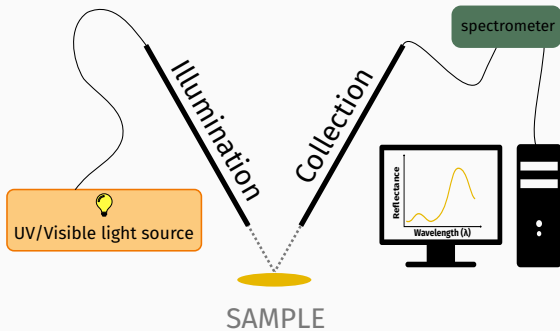 spectrometer
Illumination
Collection
UV/Visible light source
Reflectance
Wavelength (λ)
SAMPLE